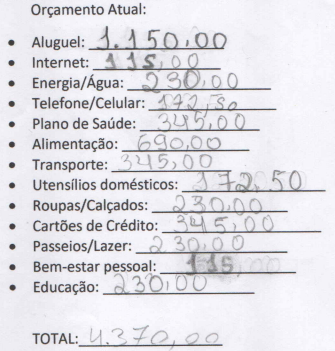 Orçamento Atual:
• Aluguel: 1.150,00
• Internet: 115,00
• Energia/Água: 230,00
• Telefone/Celular: 172,50
• Plano de Saúde: 345,00
• Alimentação: 690,00
• Transporte: 345,00
• Utensílios domésticos: 172,50
• Roupas/Calçados: 230,00
• Cartões de Crédito: 345,00
• Passeios/Lazer: 230,00
• Bem-estar pessoal: 115,00
• Educação: 230,00
TOTAL: 4.370,00